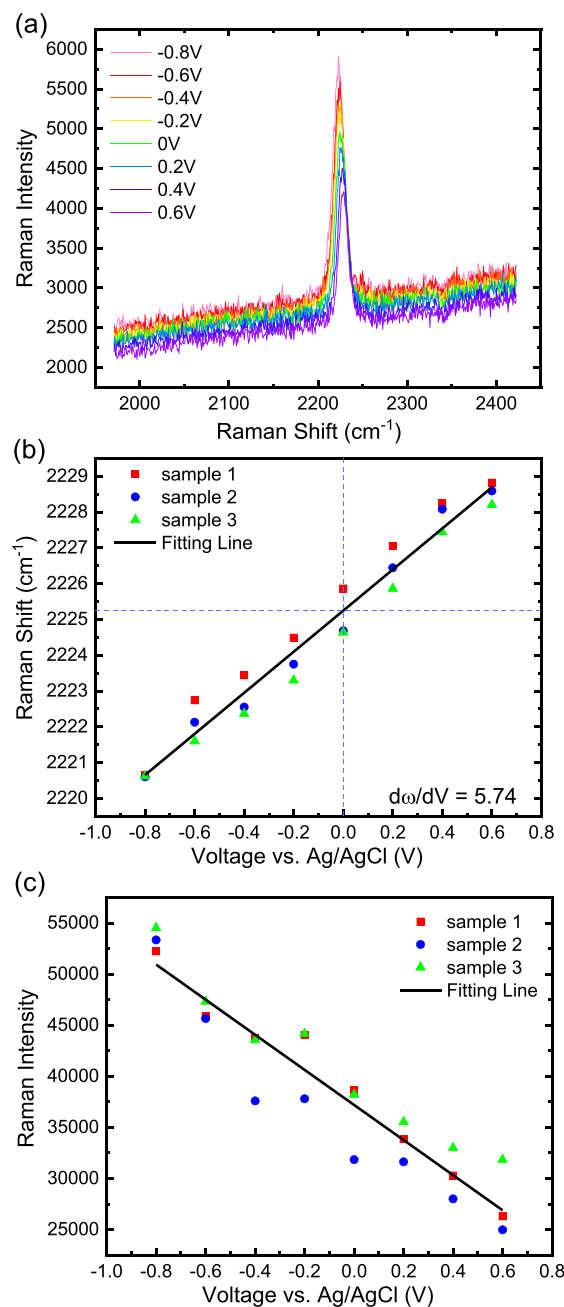 (a)
6000
5500
5000
4500
4000
3500
3000
2500
2000
Raman Intensity
-0.8V
-0.6V
-0.4V
-0.2V
0V
0.2V
0.4V
0.6V
2000 2100 2200 2300 2400
Raman Shift (cm⁻¹)
(b)
2229
2228
2227
2226
2225
2224
2223
2222
2221
2220
Raman Shift (cm⁻¹)
sample 1
sample 2
sample 3
Fitting Line
dω/dV = 5.74
-1.0 -0.8 -0.6 -0.4 -0.2 0.0 0.2 0.4 0.6 0.8
Voltage vs. Ag/AgCl (V)
(c)
55000
50000
45000
40000
35000
30000
25000
Raman Intensity
sample 1
sample 2
sample 3
Fitting Line
-1.0 -0.8 -0.6 -0.4 -0.2 0.0 0.2 0.4 0.6 0.8
Voltage vs. Ag/AgCl (V)